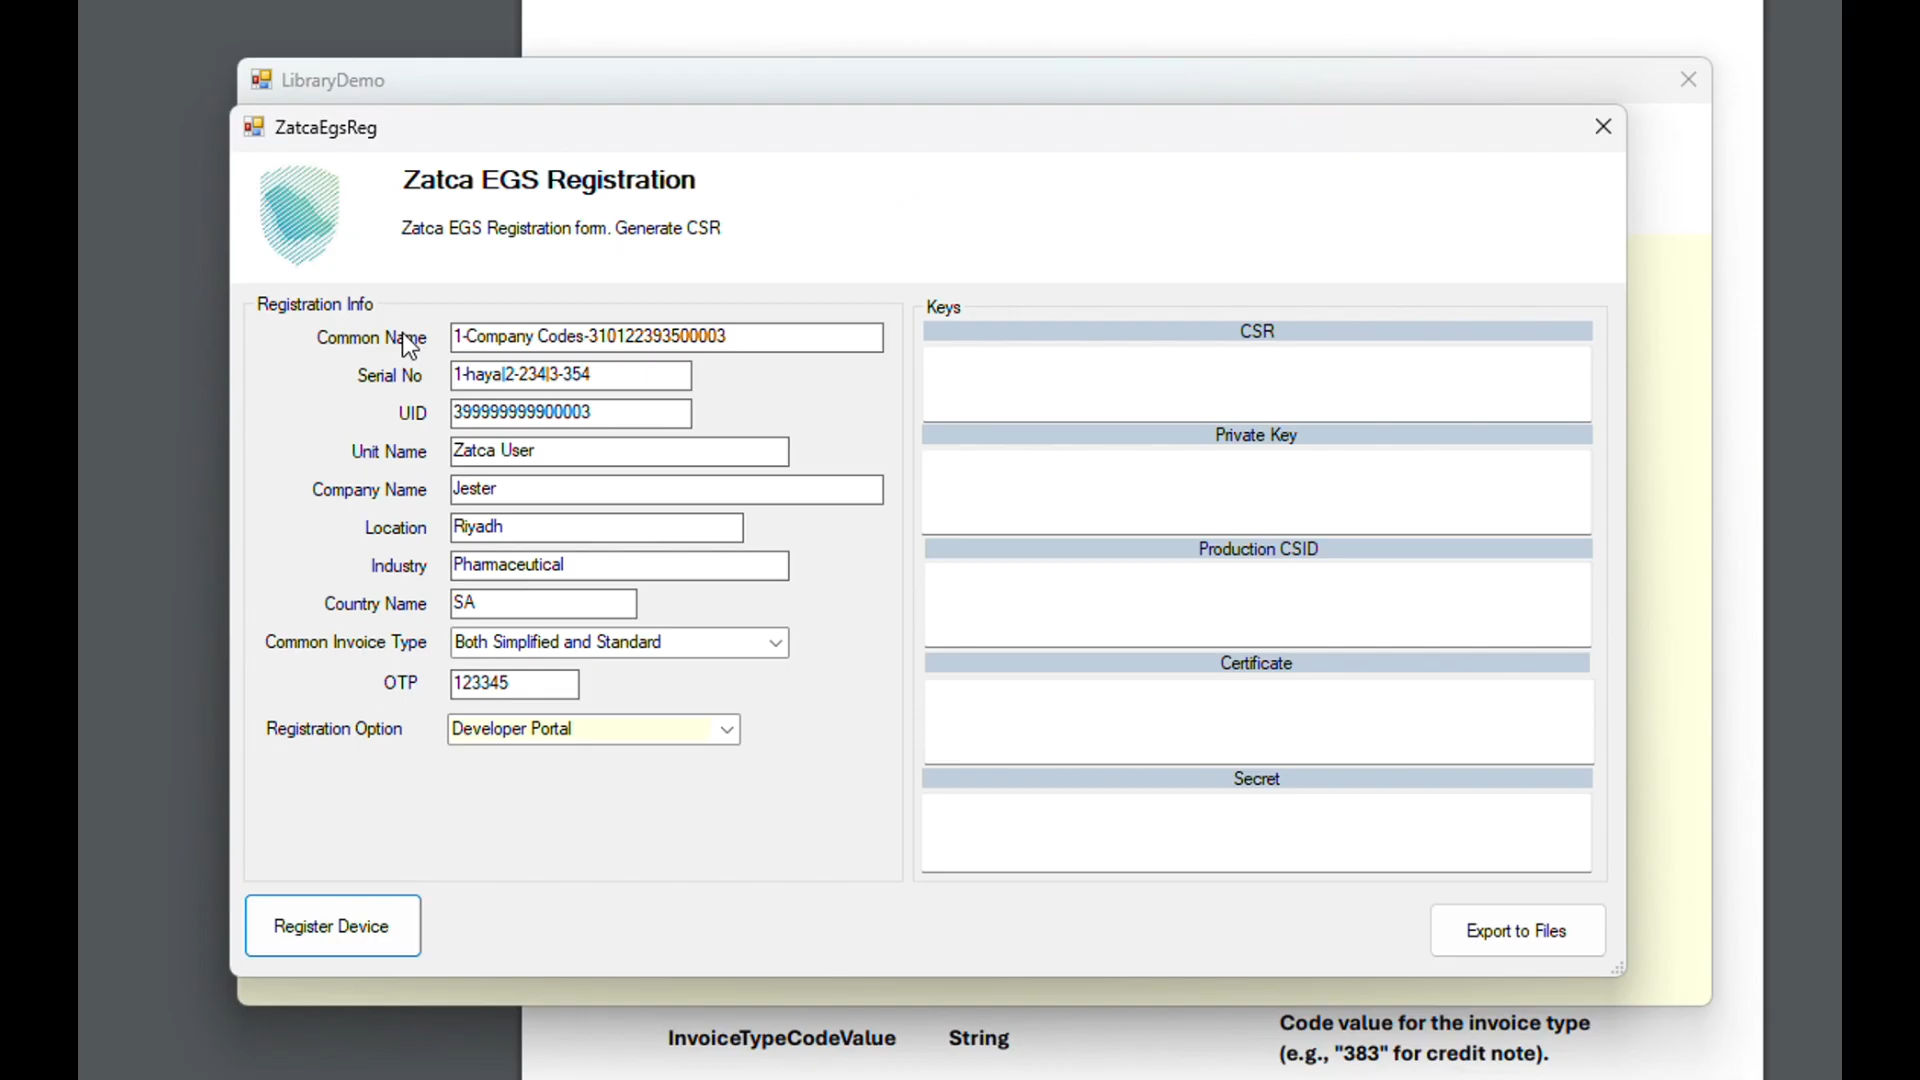 LibraryDemo
ZatcaEgsReg
Zatca EGS Registration
Zatca EGS Registration form. Generate CSR
Registration Info
Common Name 1-Company Codes-310122393500003
Serial No 1-haya|2-234|3-354
UID 399999999900003
Unit Name Zatca User
Company Name Jester
Location Riyadh
Industry Pharmaceutical
Country Name SA
Common Invoice Type Both Simplified and Standard
OTP 123345
Registration Option Developer Portal
Register Device
Keys
CSR
Private Key
Production CSID
Certificate
Secret
Export to Files
InvoiceTypeCodeValue String Code value for the invoice type
(e.g., "383" for credit note).